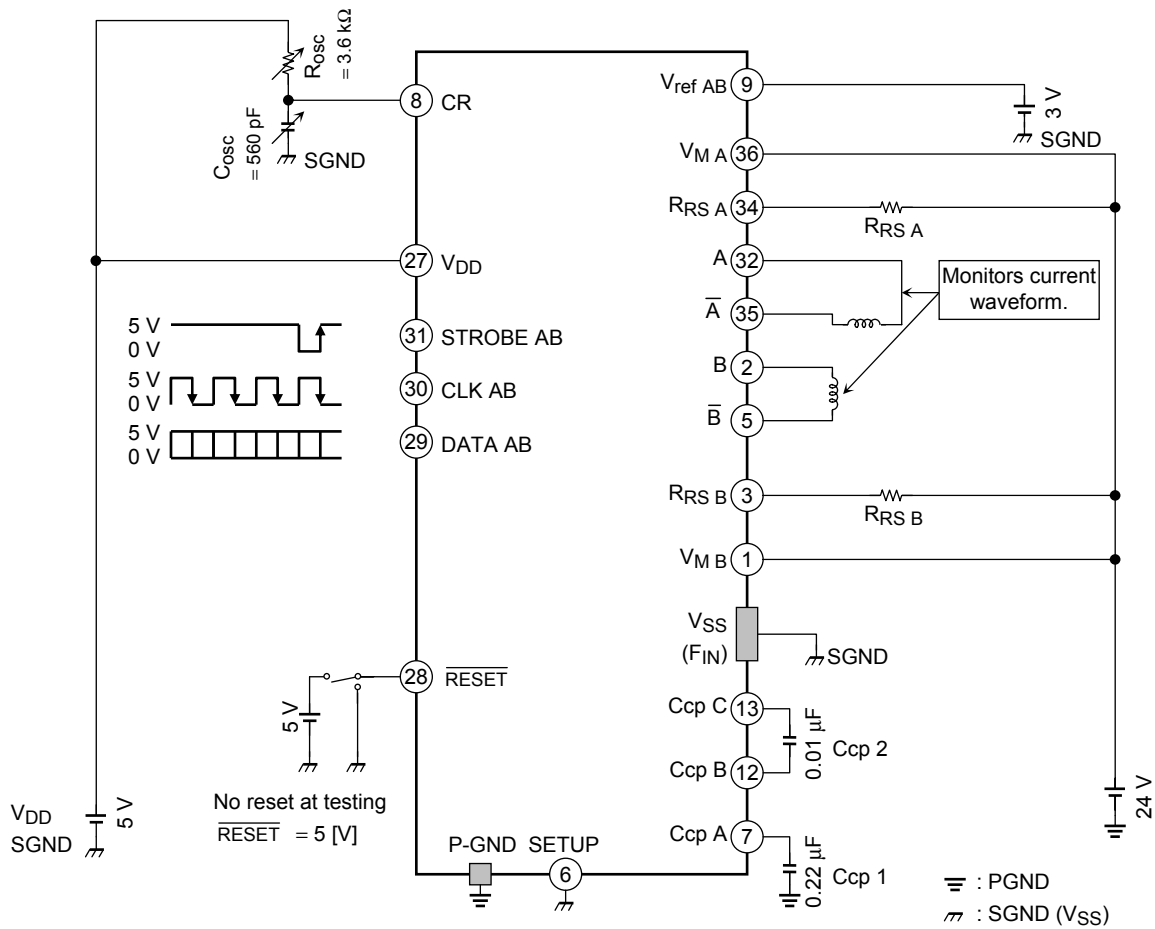 Rosc
= 3.6 kΩ
Cosc
= 560 pF
SGND
8
CR
Vref AB
9
3 V
SGND
VM A
36
RRS A
34
RRS A
27
VDD
A
32
Monitors current
waveform.
A̅
35
5 V
0 V
31
STROBE AB
B
2
5 V
0 V
30
CLK AB
B̅
5
5 V
0 V
29
DATA AB
RRS B
3
RRS B
VM B
1
VSS
(FIN)
SGND
28
RESET
5 V
Ccp C
13
0.01 μF
Ccp 2
Ccp B
12
No reset at testing
RESET = 5 [V]
VDD
SGND
5 V
24 V
Ccp A
7
0.22 μF
Ccp 1
P-GND
SETUP
6
: PGND
: SGND (VSS)